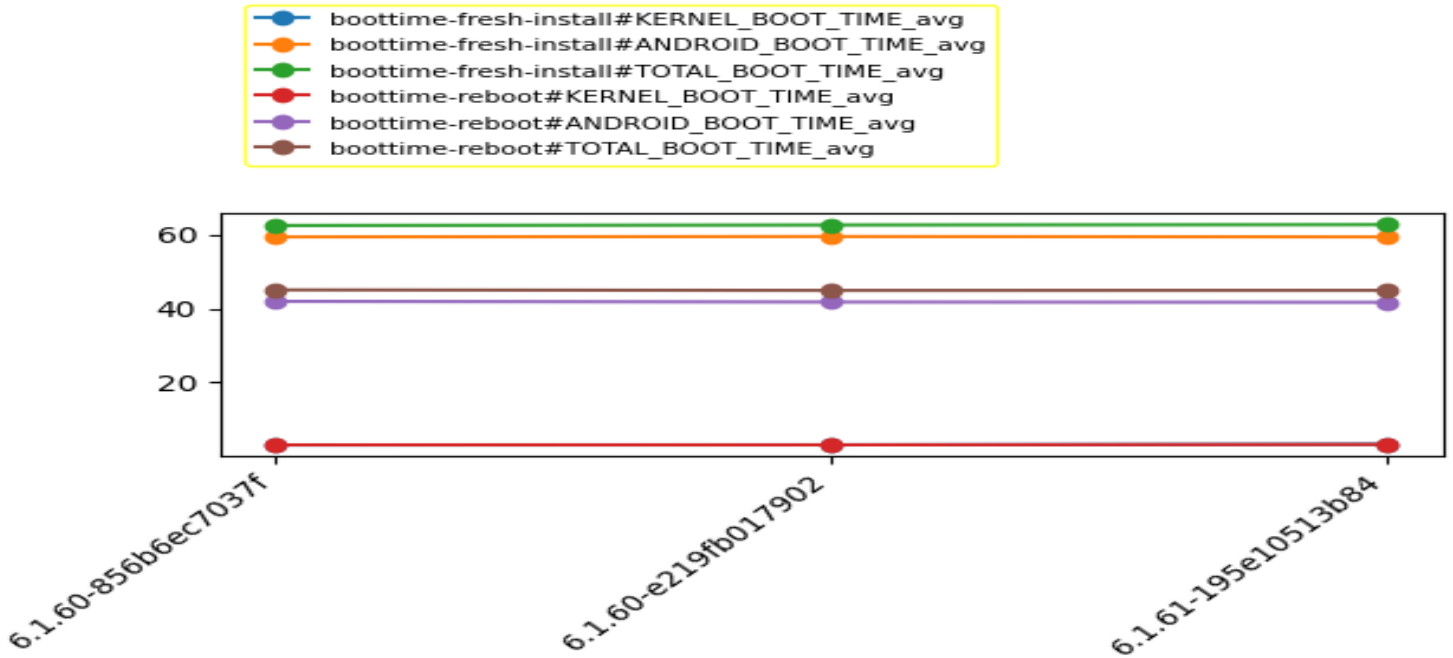 boottime-fresh-install#KERNEL_BOOT_TIME_avg
boottime-fresh-install#ANDROID_BOOT_TIME_avg
boottime-fresh-install#TOTAL_BOOT_TIME_avg
boottime-reboot#KERNEL_BOOT_TIME_avg
boottime-reboot#ANDROID_BOOT_TIME_avg
boottime-reboot#TOTAL_BOOT_TIME_avg
60
40
20
6.1.60-856b6ec7037f
6.1.60-e219fb017902
6.1.61-195e10513b84